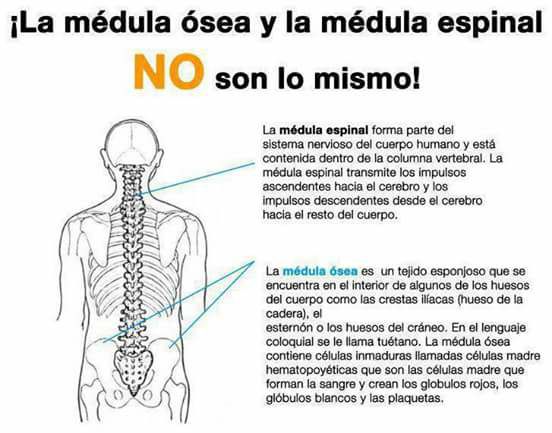 ¡La médula ósea y la médula espinal
NO son lo mismo!
La médula espinal forma parte del
sistema nervioso del cuerpo humano y está
contenida dentro de la columna vertebral. La
médula espinal transmite los impulsos
ascendentes hacia el cerebro y los
impulsos descendentes desde el cerebro
hacia el resto del cuerpo.
La médula ósea es un tejido esponjoso que se
encuentra en el interior de algunos de los huesos
del cuerpo como las crestas ilíacas (hueso de la
cadera), el
esternón o los huesos del cráneo. En el lenguaje
coloquial se le llama tuétano. La médula ósea
contiene células inmaduras llamadas células madre
hematopoyéticas que son las células madre que
forman la sangre y crean los globulos rojos, los
glóbulos blancos y las plaquetas.